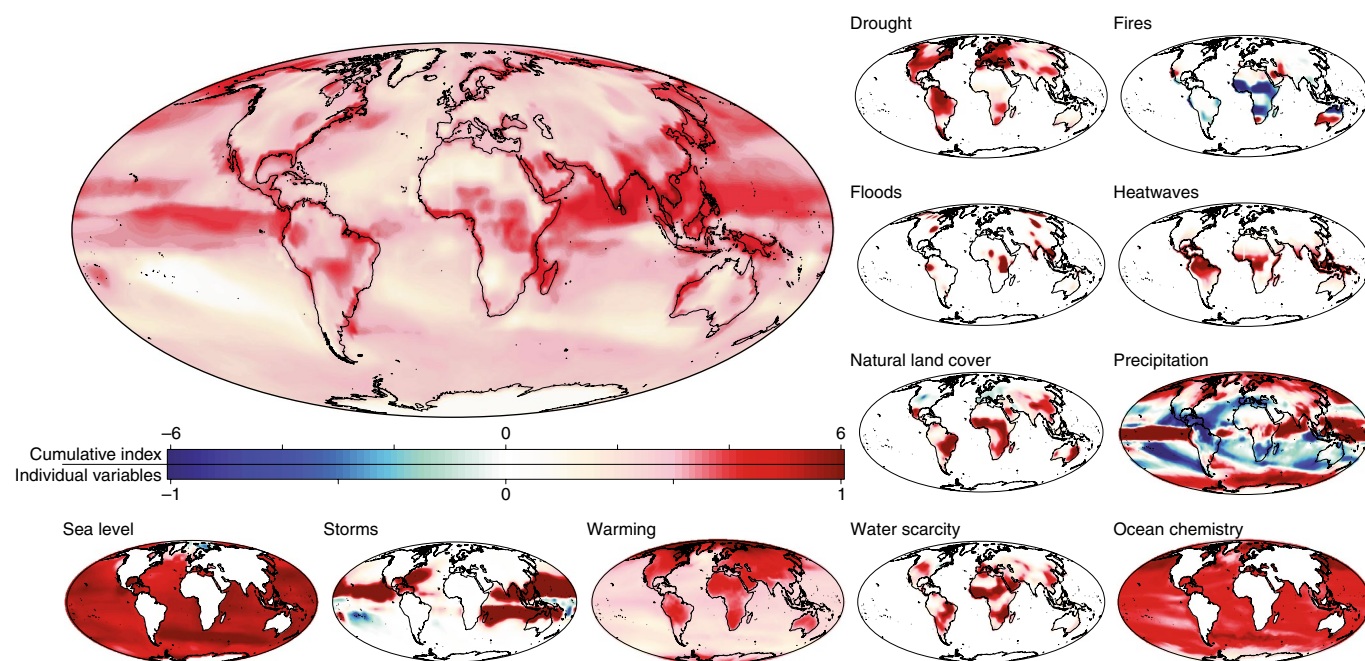 Drought
Fires
Floods
Heatwaves
Natural land cover
Precipitation
−6
0
6
Cumulative index
Individual variables
−1
0
1
Sea level
Storms
Warming
Water scarcity
Ocean chemistry